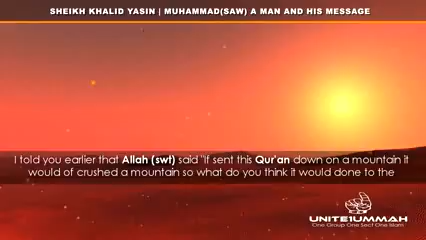 SHEIKH KHALID YASIN | MUHAMMAD(SAW) A MAN AND HIS MESSAGE
I told you earlier that Allah (swt) said "If sent this Qur'an down on a mountain it
would of crushed a mountain so what do you think it would done to the
UNITE1UMMAH
One Group One Sect One Islam